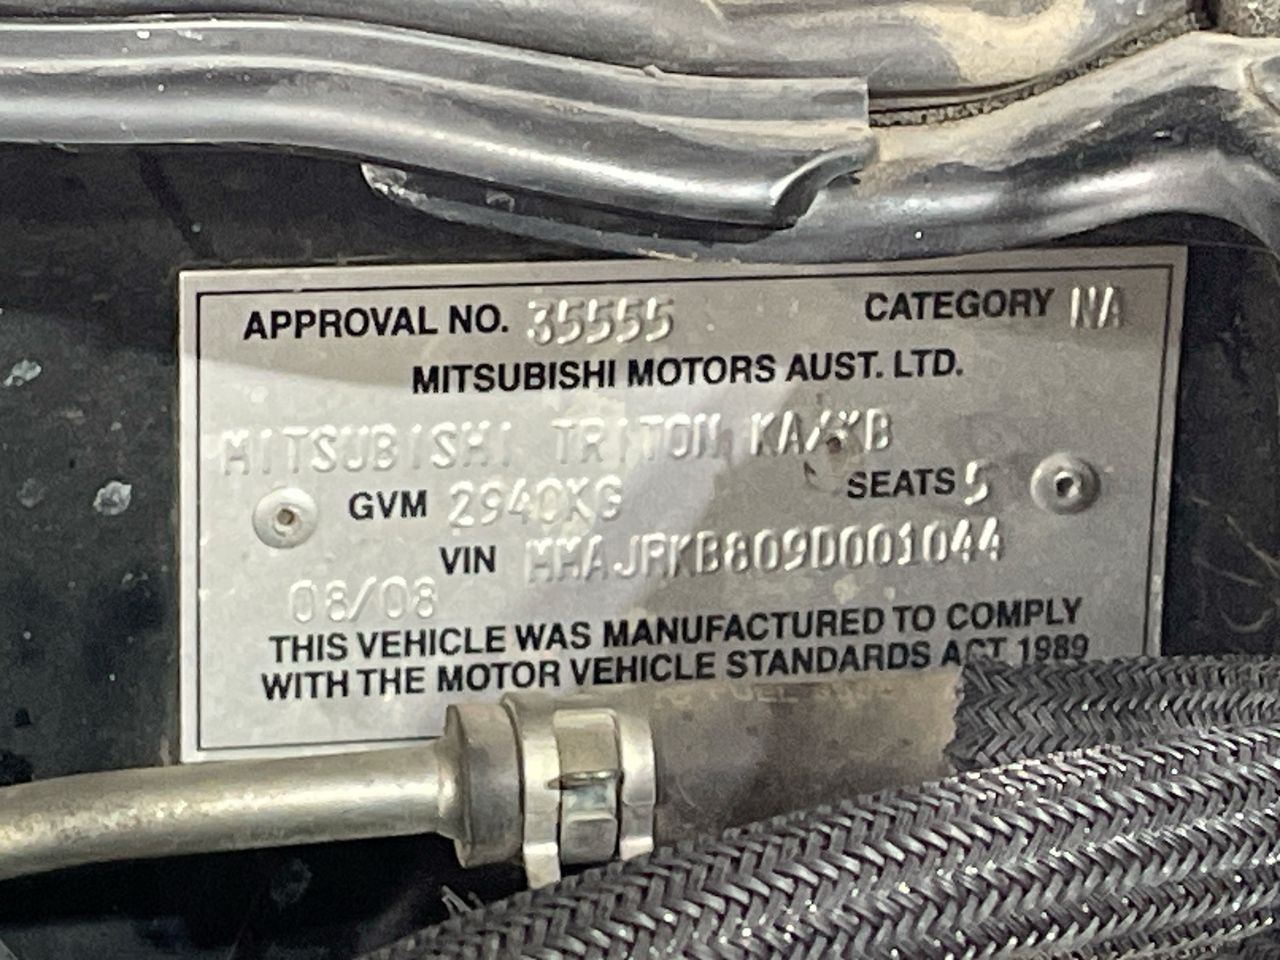 APPROVAL NO. 35555 CATEGORY NA
MITSUBISHI MOTORS AUST. LTD.
MITSUBISHI TRITON KA/KB
GVM 2940KG SEATS 5
VIN MMAJRKB809D001044
08/08
THIS VEHICLE WAS MANUFACTURED TO COMPLY
WITH THE MOTOR VEHICLE STANDARDS ACT 1989